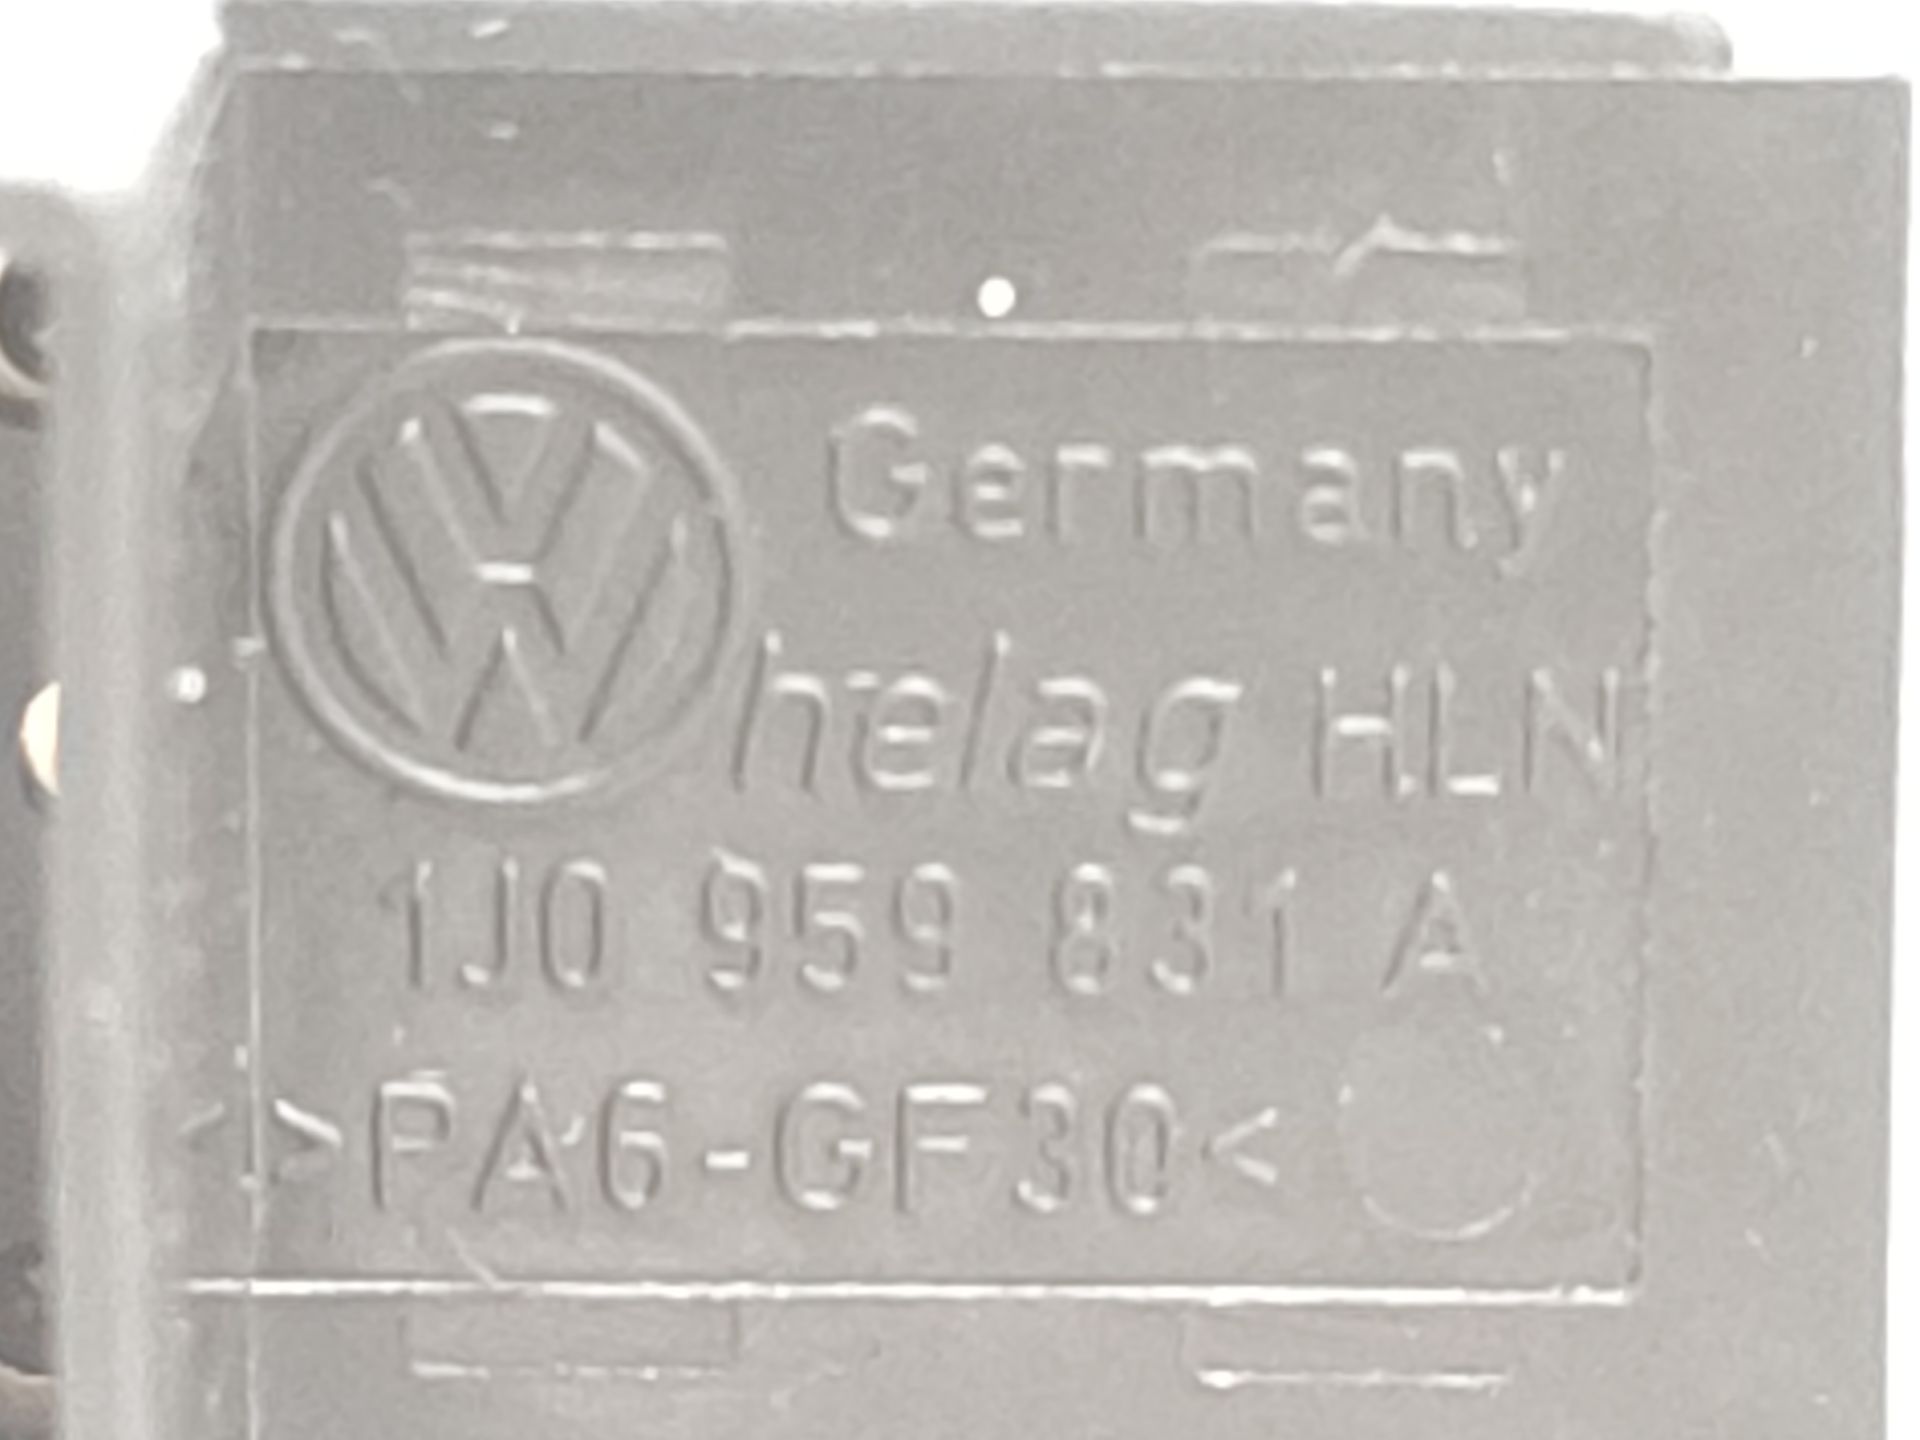 Germany
helag HLN
1J0 959 831 A
>PA6-GF30<